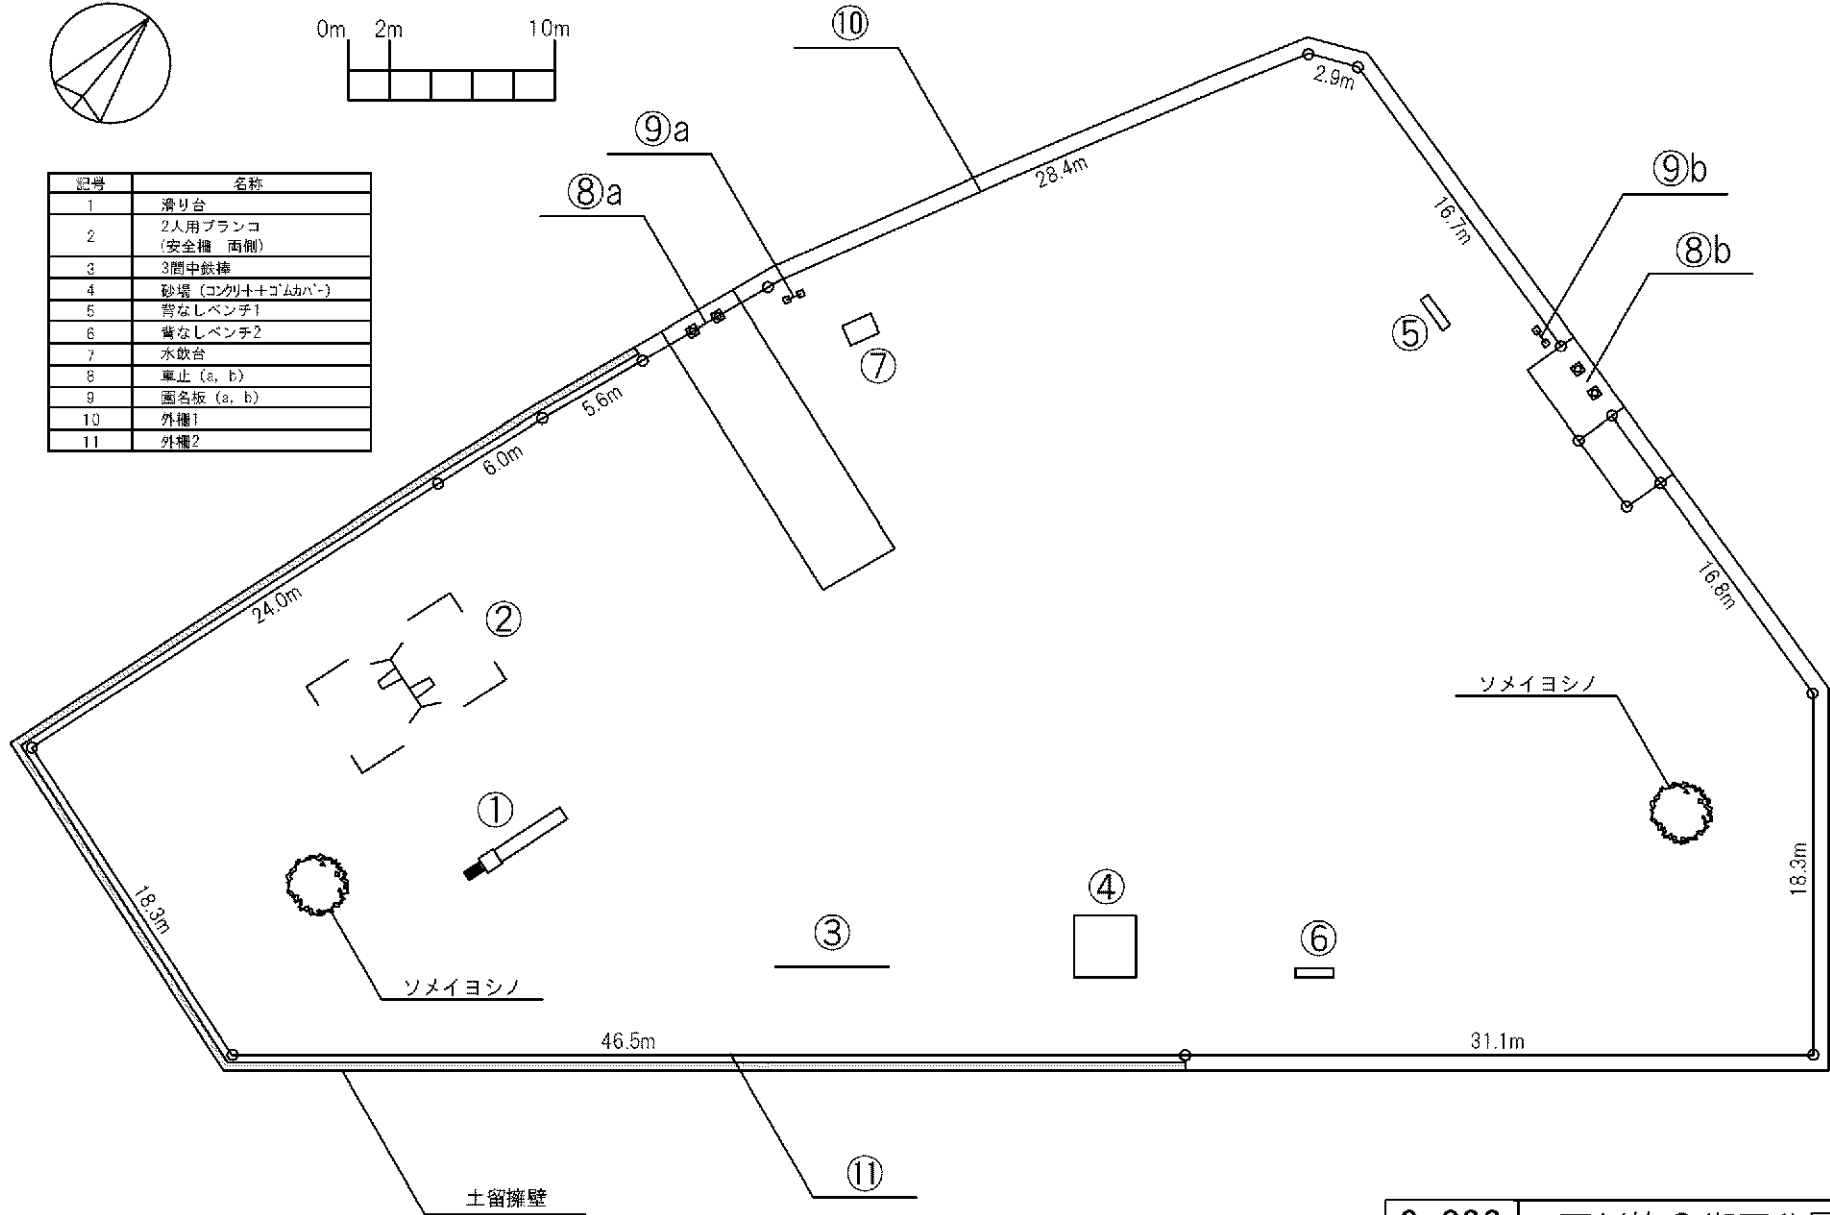 0m 2m 10m
記号 名称
1 滑り台
2 2人用ブランコ
(安全柵 両側)
3 3間中鉄棒
4 砂場 (コンクリート+ゴムカバー)
5 背なしベンチ1
6 背なしベンチ2
7 水飲台
8 車止 (a, b)
9 園名板 (a, b)
10 外柵1
11 外柵2
⑩
2.9m
⑨a
28.4m
⑧a
⑨b
16.7m
⑧b
⑤
⑦
5.6m
6.0m
24.0m
②
16.8m
ソメイヨシノ
①
18.3m
④
18.3m
③
⑥
ソメイヨシノ
46.5m
31.1m
⑪
土留擁壁